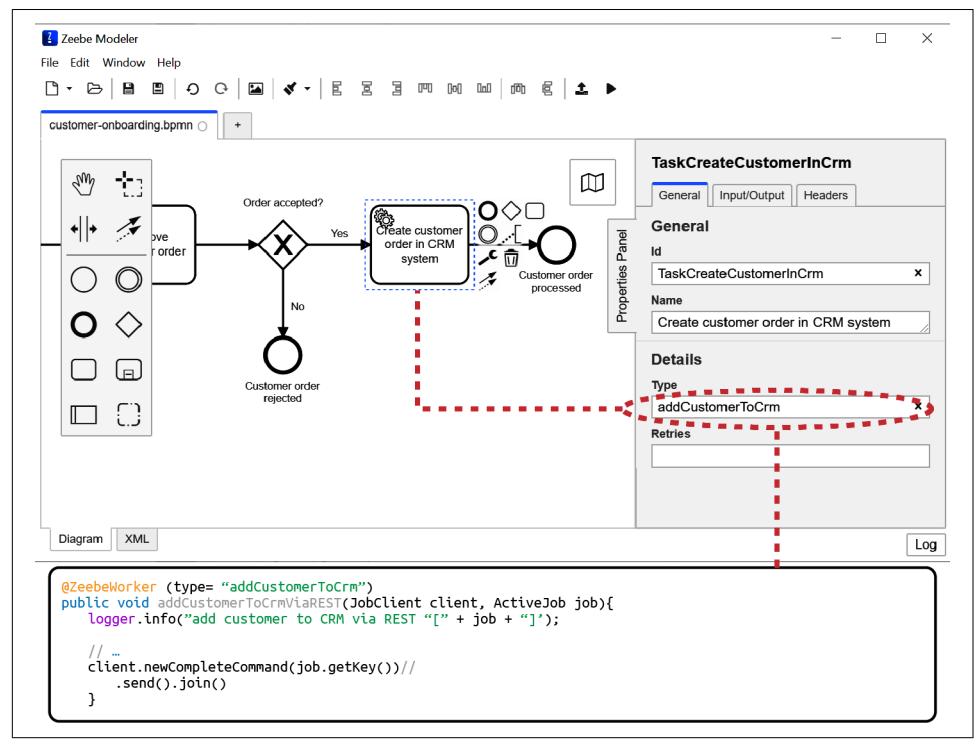 Zeebe Modeler
File Edit Window Help
customer-onboarding.bpmn
+
ove
r order
Order accepted?
Yes
No
Create customer
order in CRM
system
Customer order
processed
Customer order
rejected
Properties Panel
TaskCreateCustomerInCrm
General Input/Output Headers
General
Id
TaskCreateCustomerInCrm x
Name
Create customer order in CRM system
Details
Type
addCustomerToCrm x
Retries
Diagram XML
Log
@ZeebeWorker (type= “addCustomerToCrm”)
public void addCustomerToCrmViaREST(JobClient client, ActiveJob job){
logger.info(”add customer to CRM via REST “[” + job + “]’);
// …
client.newCompleteCommand(job.getKey())//
.send().join()
}